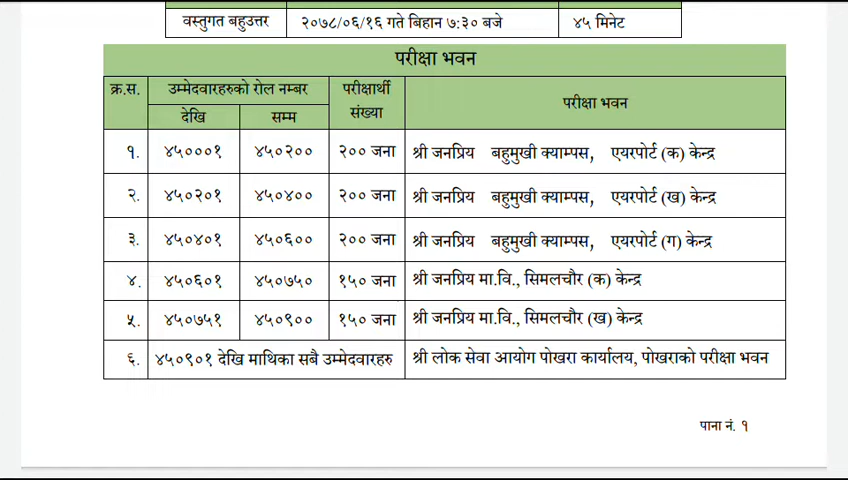 वस्तुगत बहुउत्तर २०७८/०६/१६ गते बिहान ७:३० बजे ४५ मिनेट
परीक्षा भवन
क्र.स. उम्मेदवारहरुको रोल नम्बर परीक्षार्थी संख्या परीक्षा भवन
देखि सम्म
१. ४५०००१ ४५०२०० २०० जना श्री जनप्रिय बहुमुखी क्याम्पस, एयरपोर्ट (क) केन्द्र
२. ४५०२०१ ४५०४०० २०० जना श्री जनप्रिय बहुमुखी क्याम्पस, एयरपोर्ट (ख) केन्द्र
३. ४५०४०१ ४५०६०० २०० जना श्री जनप्रिय बहुमुखी क्याम्पस, एयरपोर्ट (ग) केन्द्र
४. ४५०६०१ ४५०७५० १५० जना श्री जनप्रिय मा.वि., सिमलचौर (क) केन्द्र
५. ४५०७५१ ४५०९०० १५० जना श्री जनप्रिय मा.वि., सिमलचौर (ख) केन्द्र
६. ४५०९०१ देखि माथिका सबै उम्मेदवारहरु श्री लोक सेवा आयोग पोखरा कार्यालय, पोखराको परीक्षा भवन
पाना नं. १